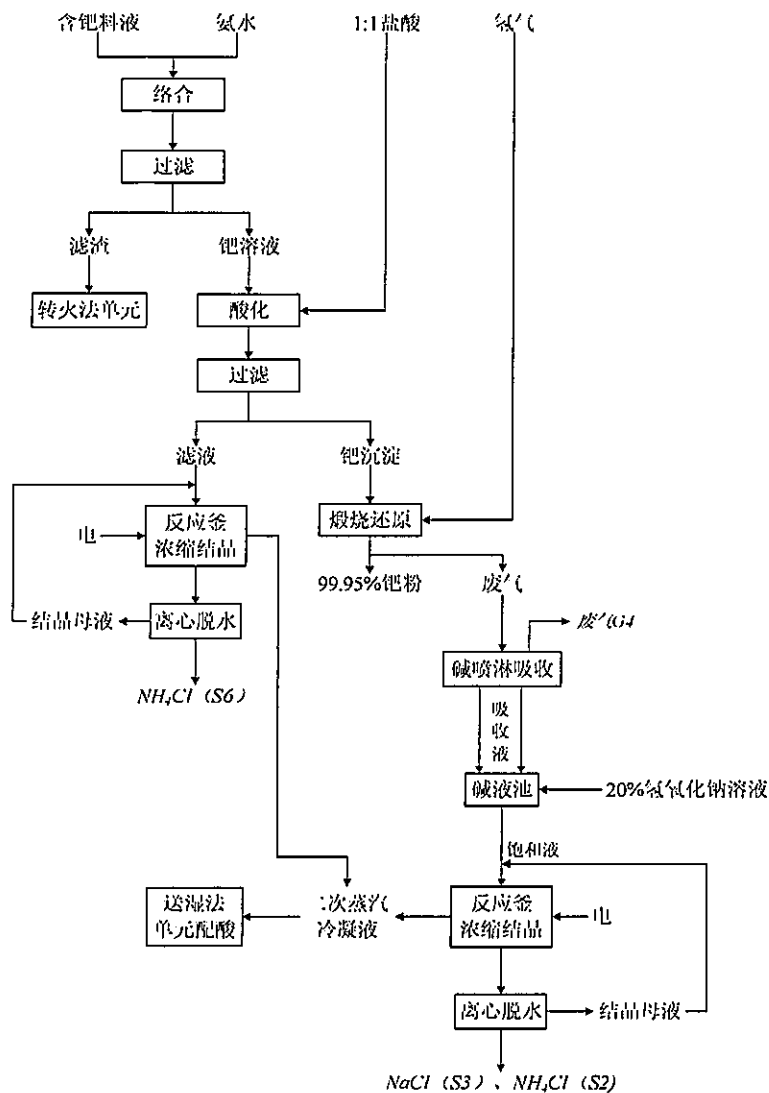 含钯料液 氨水 1:1盐酸 氢气
络合
过滤
滤渣 钯溶液
转火法单元 酸化
过滤
滤液 钯沉淀
反应釜
浓缩结晶
电
煅烧还原
99.95%钯粉 废气
结晶母液 离心脱水
废气G4
碱喷淋吸收
NH₄Cl（S6）
吸
收
液
碱液池 20%氢氧化钠溶液
饱和液
送湿法
单元配酸
二次蒸汽
冷凝液
反应釜
浓缩结晶
电
离心脱水 结晶母液
NaCl（S3）、NH₄Cl（S2）